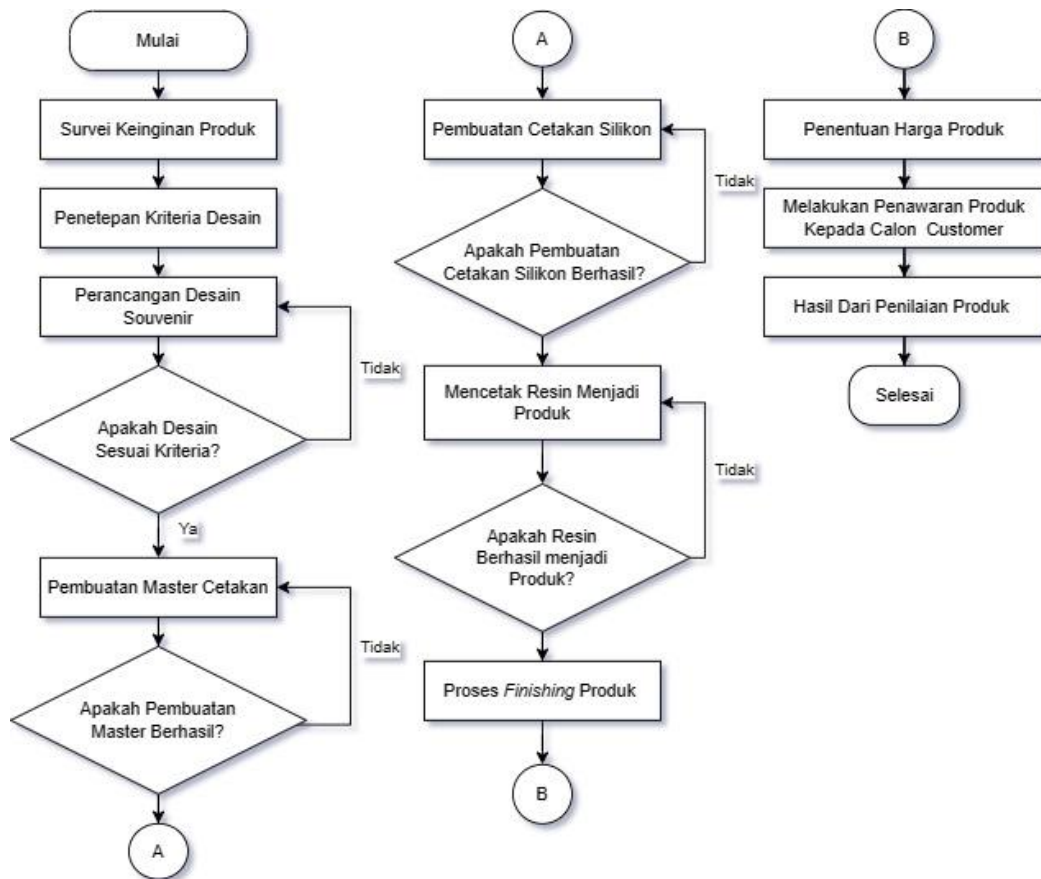 Mulai
Survei Keinginan Produk
Penetepan Kriteria Desain
Perancangan Desain
Souvenir
Tidak
Apakah Desain
Sesuai Kriteria?
Ya
Pembuatan Master Cetakan
Tidak
Apakah Pembuatan
Master Berhasil?
A
A
Pembuatan Cetakan Silikon
Tidak
Apakah Pembuatan
Cetakan Silikon Berhasil?
Mencetak Resin Menjadi
Produk
Tidak
Apakah Resin
Berhasil menjadi
Produk?
Proses Finishing Produk
B
B
Penentuan Harga Produk
Melakukan Penawaran Produk
Kepada Calon Customer
Hasil Dari Penilaian Produk
Selesai